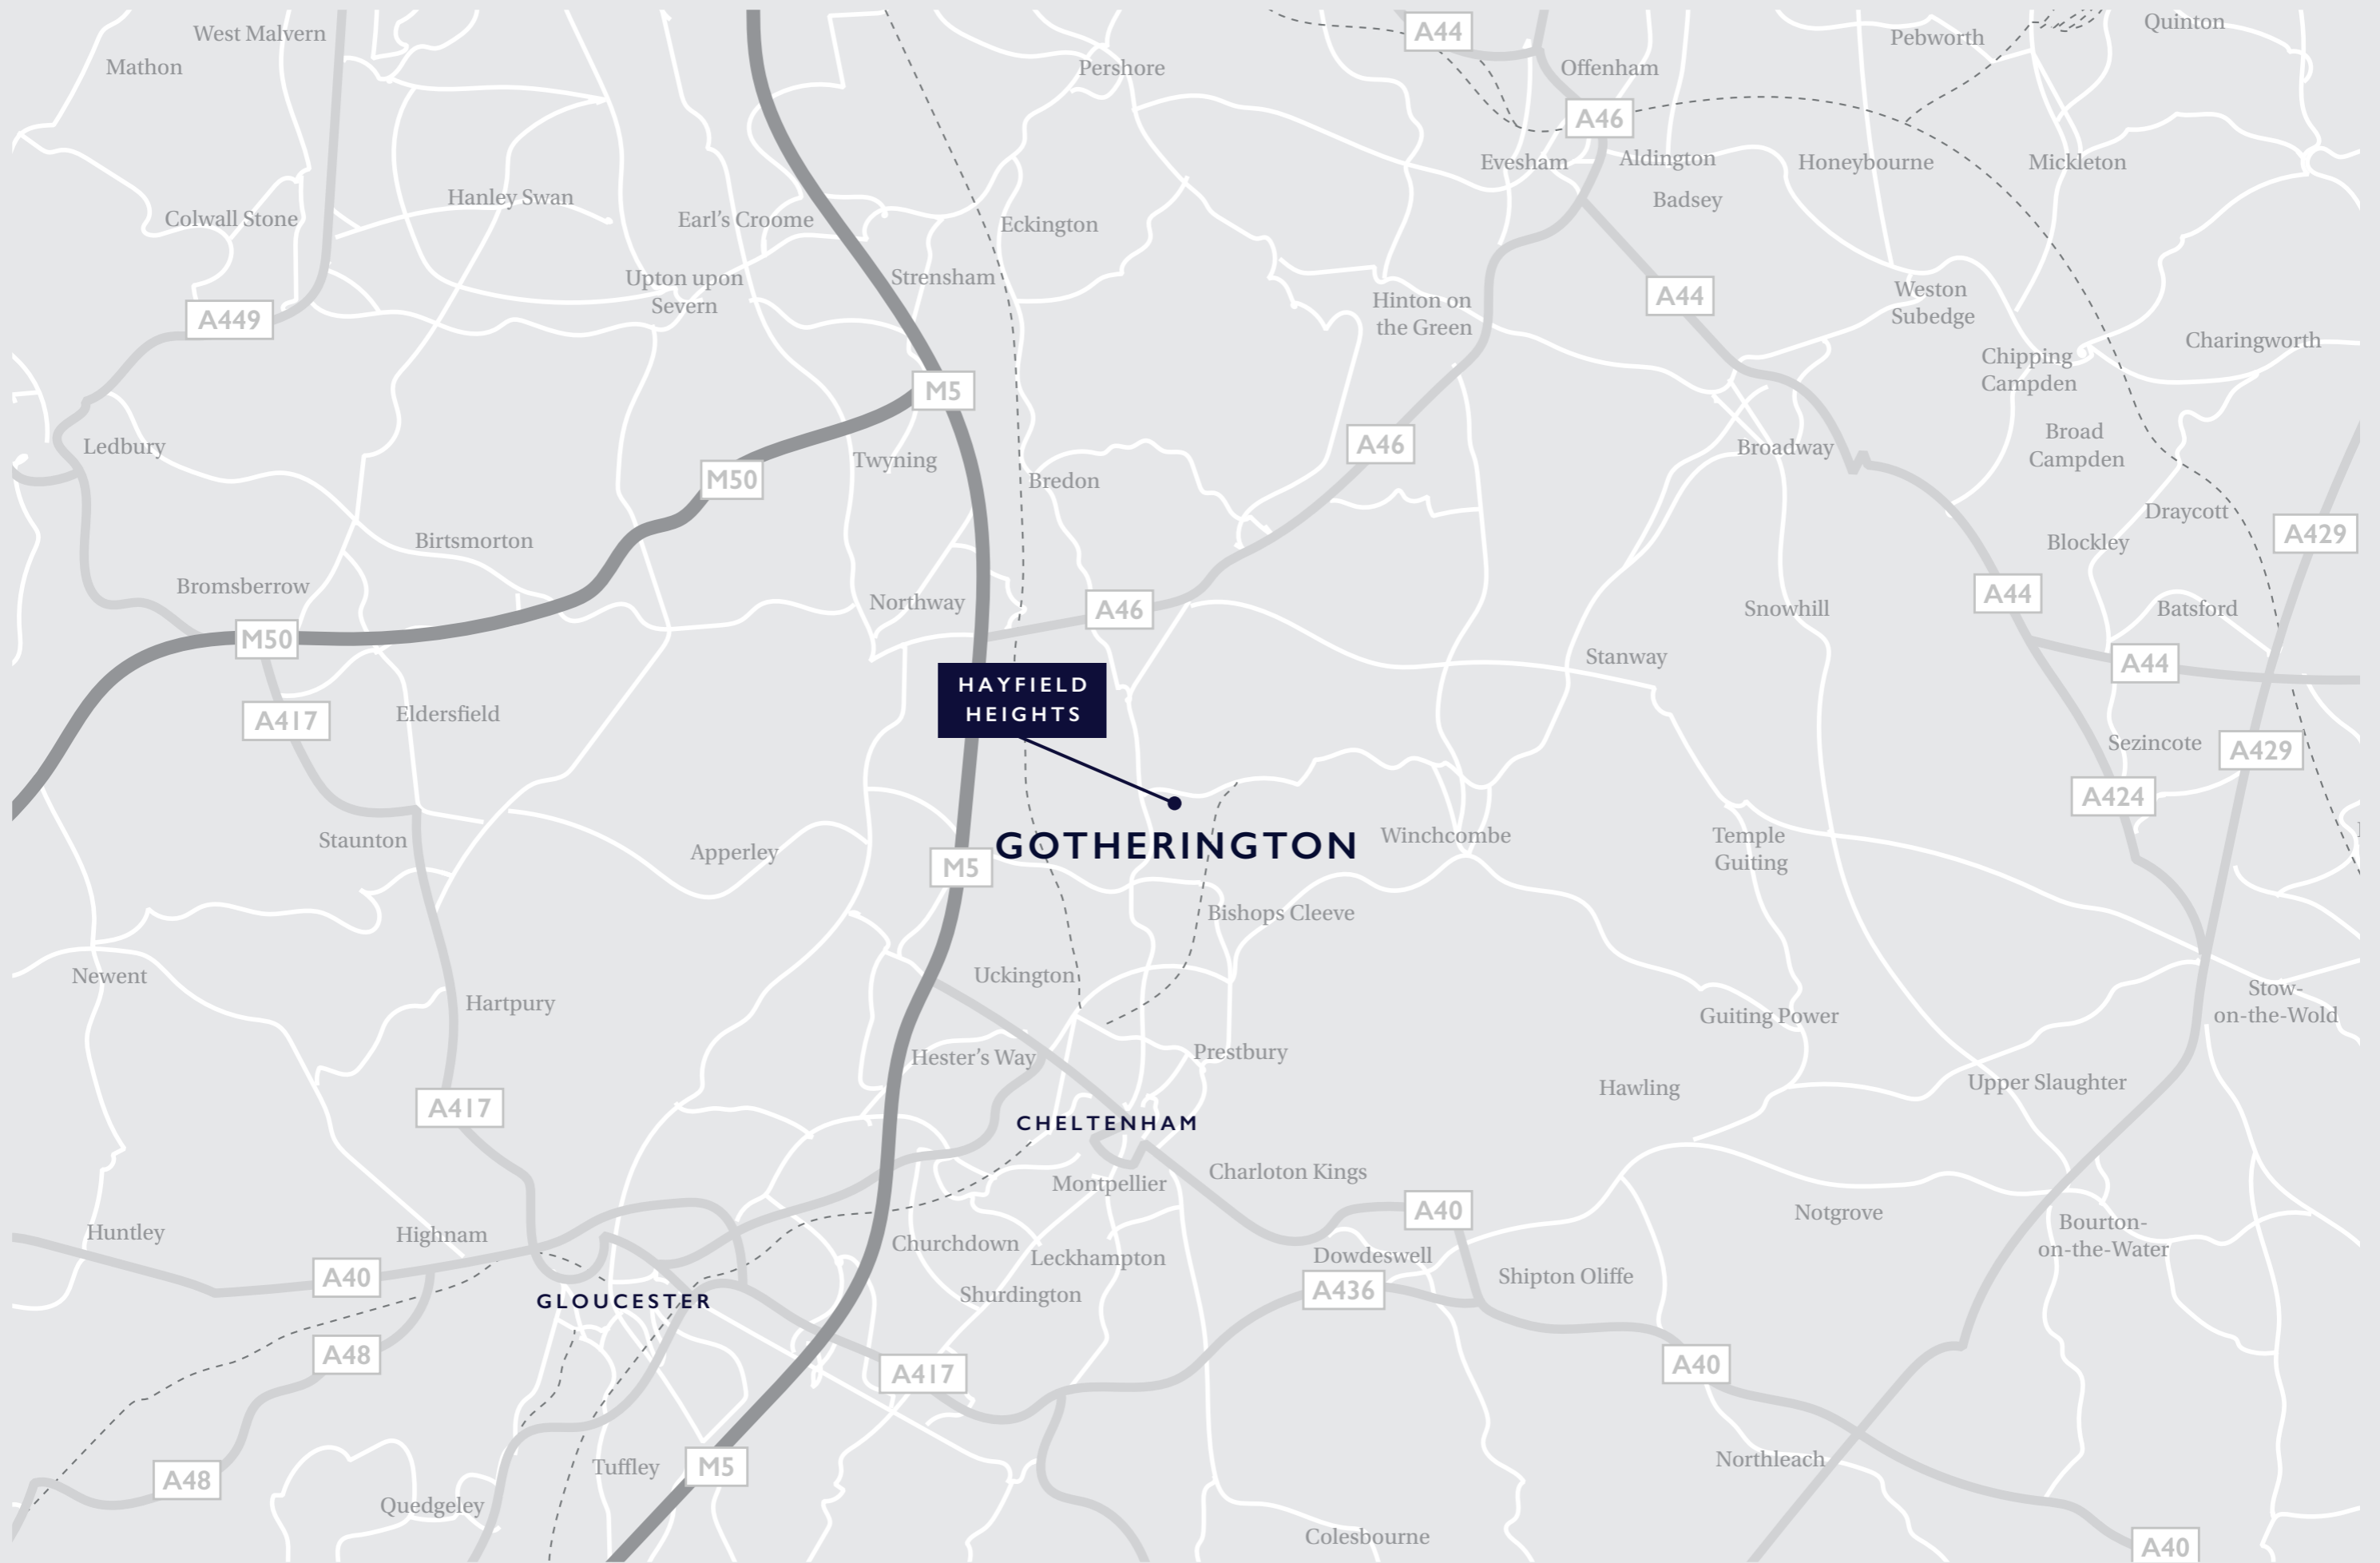 West Malvern
Mathon
A44
Pershore
Offenham
Pebworth
Quinton
A46
Evesham
Aldington
Honeybourne
Mickleton
Badsey
Hanley Swan
Colwall Stone
Earl's Croome
Eckington
Upton upon
Severn
Strensham
A449
Hinton on
the Green
A44
Weston
Subedge
Charingworth
Chipping
Campden
M5
Ledbury
A46
Broadway
Broad
Campden
M50
Twyning
Bredon
Draycott
A429
Birtsmorton
Blockley
Bromsberrow
Northway
A46
Snowhill
A44
Batsford
M50
Stanway
A44
HAYFIELD
HEIGHTS
A417
Eldersfield
Sezincote
A429
A424
Staunton
Apperley
M5
GOTHERINGTON
Winchcombe
Temple
Guiting
Bishops Cleeve
Newent
Uckington
Hartpury
Guiting Power
Stow-
on-the-Wold
Hester's Way
Prestbury
Hawling
Upper Slaughter
A417
CHELTENHAM
Montpellier
Charloton Kings
A40
Notgrove
Huntley
Highnam
Churchdown
Leckhampton
Dowdeswell
Bourton-
on-the-Water
A40
Shurdington
A436
Shipton Oliffe
GLOUCESTER
A48
A417
A40
A48
Tuffley
M5
Northleach
Quedgeley
Colesbourne
A40